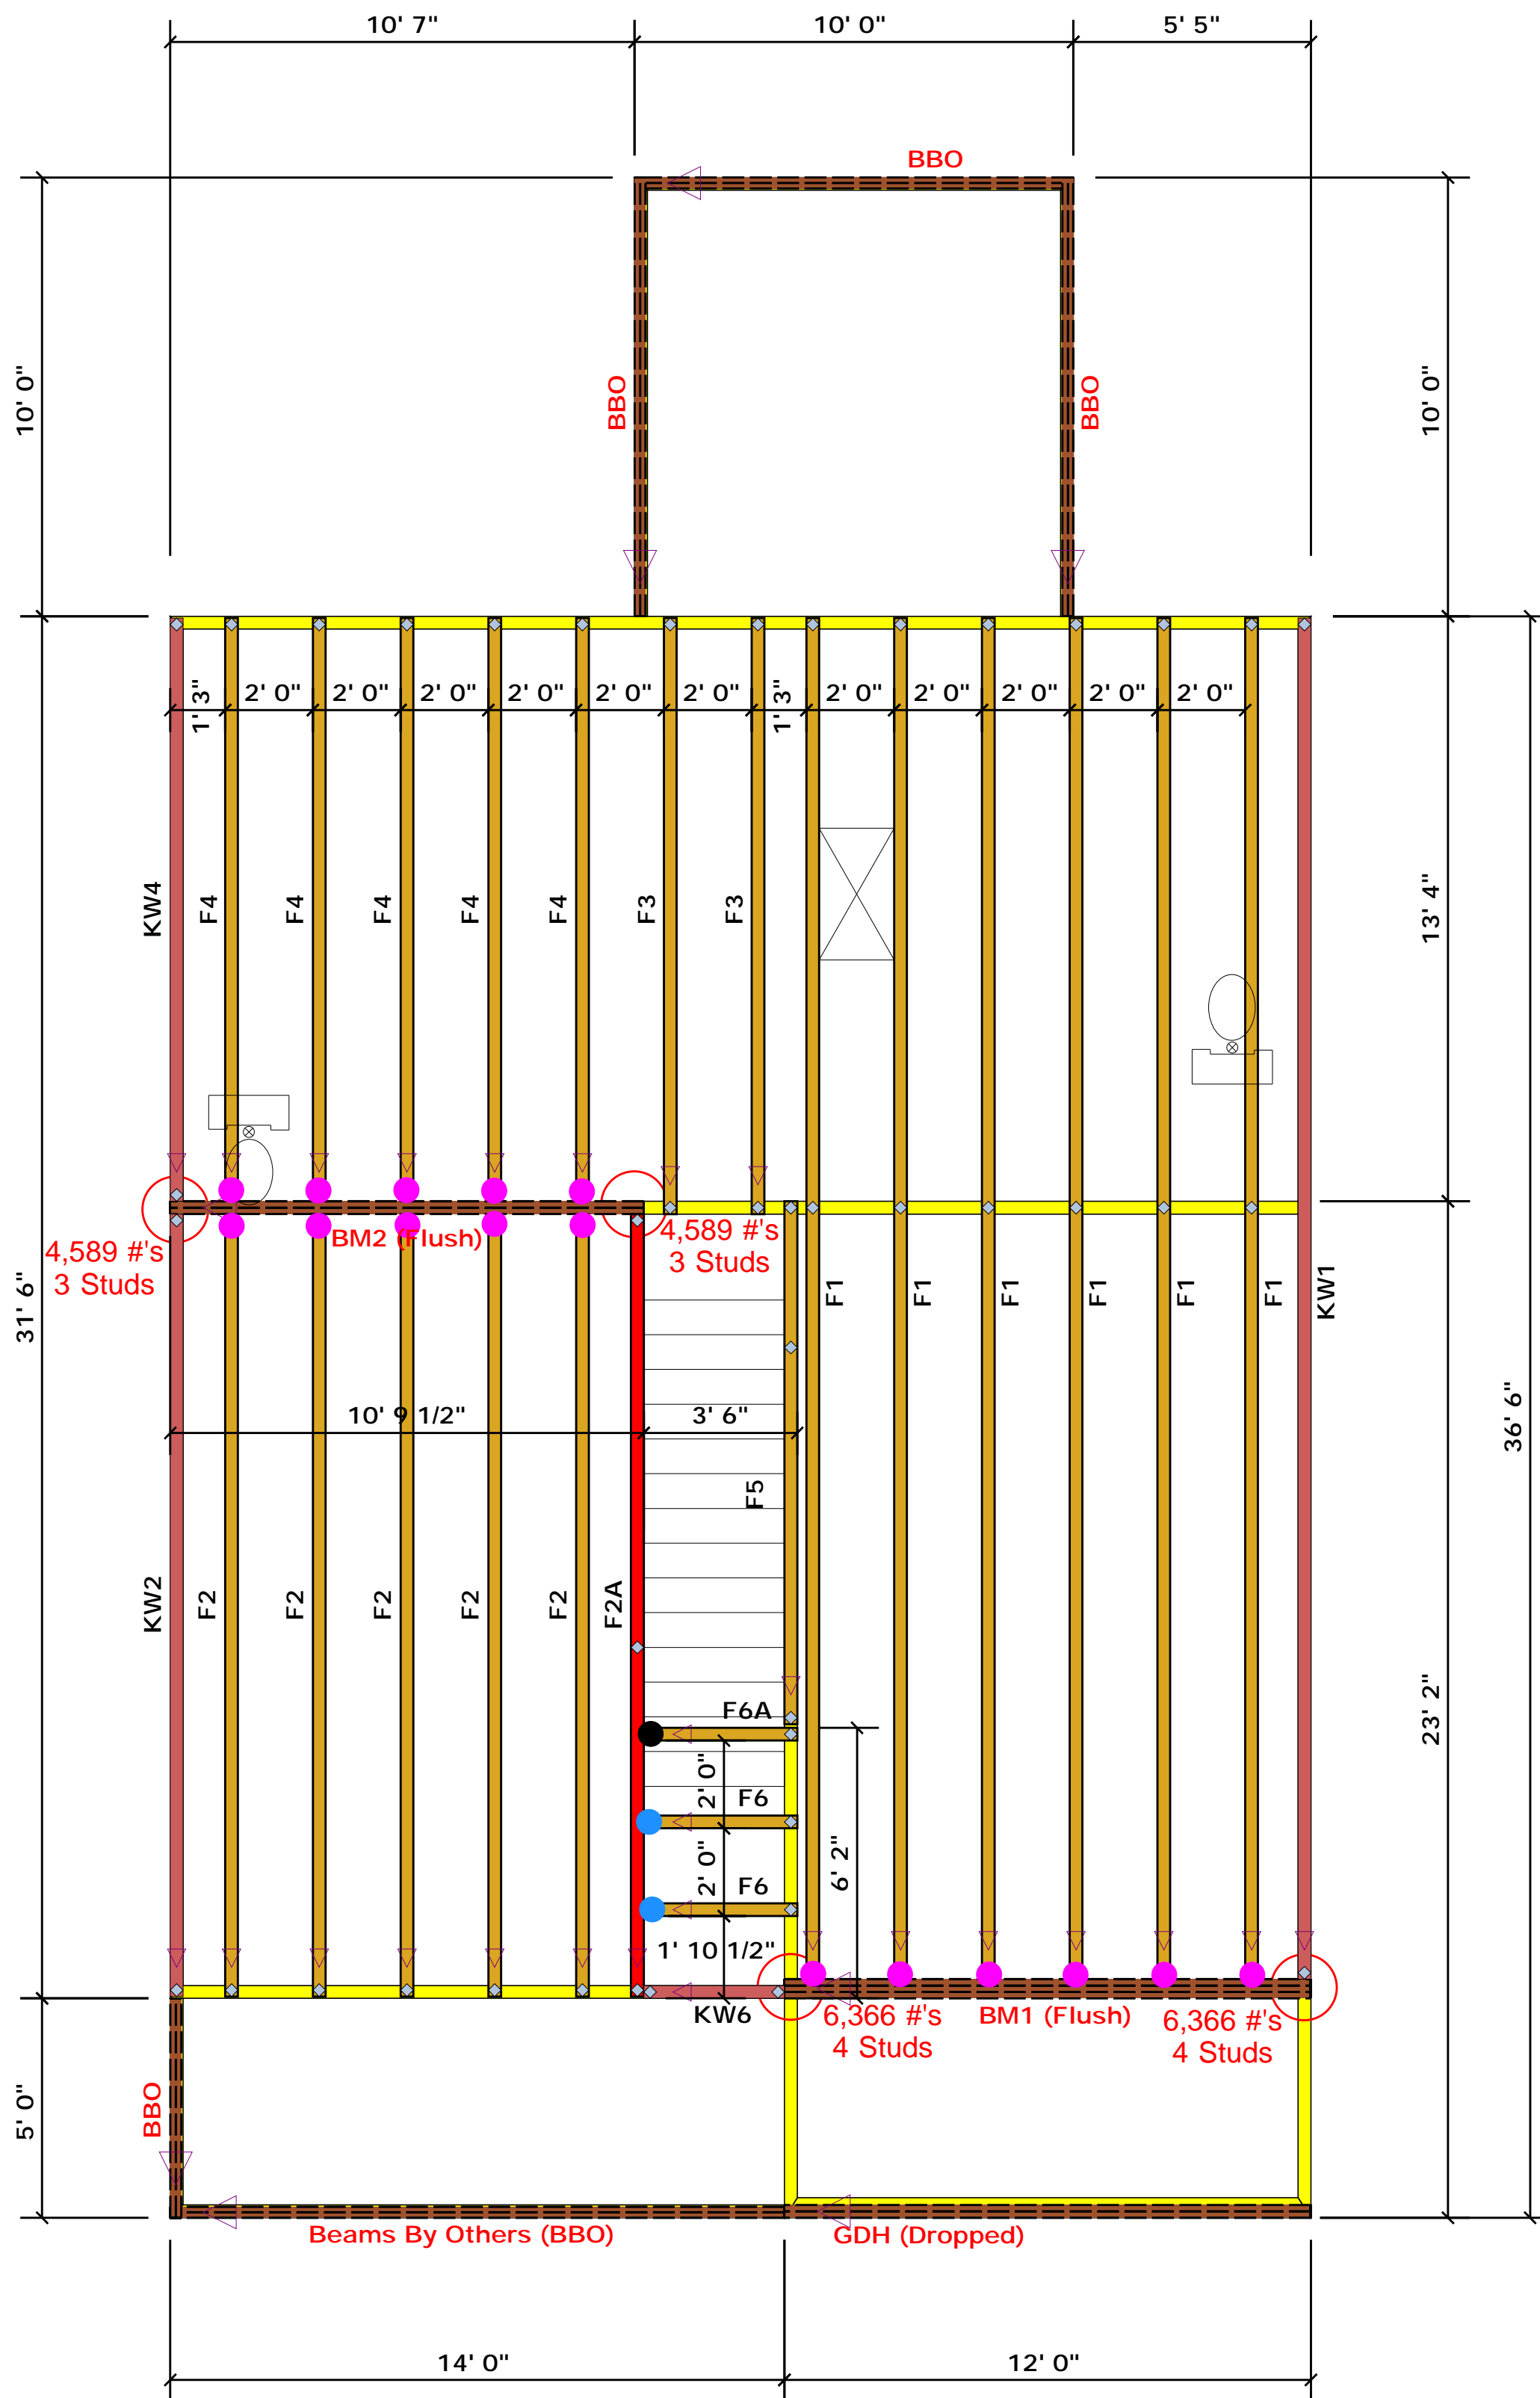 10' 7"
10' 0"
5' 5"
BBO
10' 0"
BBO
BBO
10' 0"
1' 3"
2' 0"
2' 0"
2' 0"
2' 0"
2' 0"
2' 0"
1' 3"
2' 0"
2' 0"
2' 0"
2' 0"
2' 0"
KW4
F4
F4
F4
F4
F4
F3
F3
13' 4"
BM2 (Flush)
4,589 #'s
3 Studs
4,589 #'s
3 Studs
31' 6"
F1
F1
F1
F1
F1
F1
KW1
10' 9 1/2"
3' 6"
36' 6"
F5
KW2
F2
F2
F2
F2
F2
F2A
F6A
2' 0"
F6
2' 0"
F6
6' 2"
23' 2"
1' 10 1/2"
KW6
6,366 #'s
4 Studs
BM1 (Flush)
6,366 #'s
4 Studs
5' 0"
BBO
Beams By Others (BBO)
GDH (Dropped)
14' 0"
12' 0"